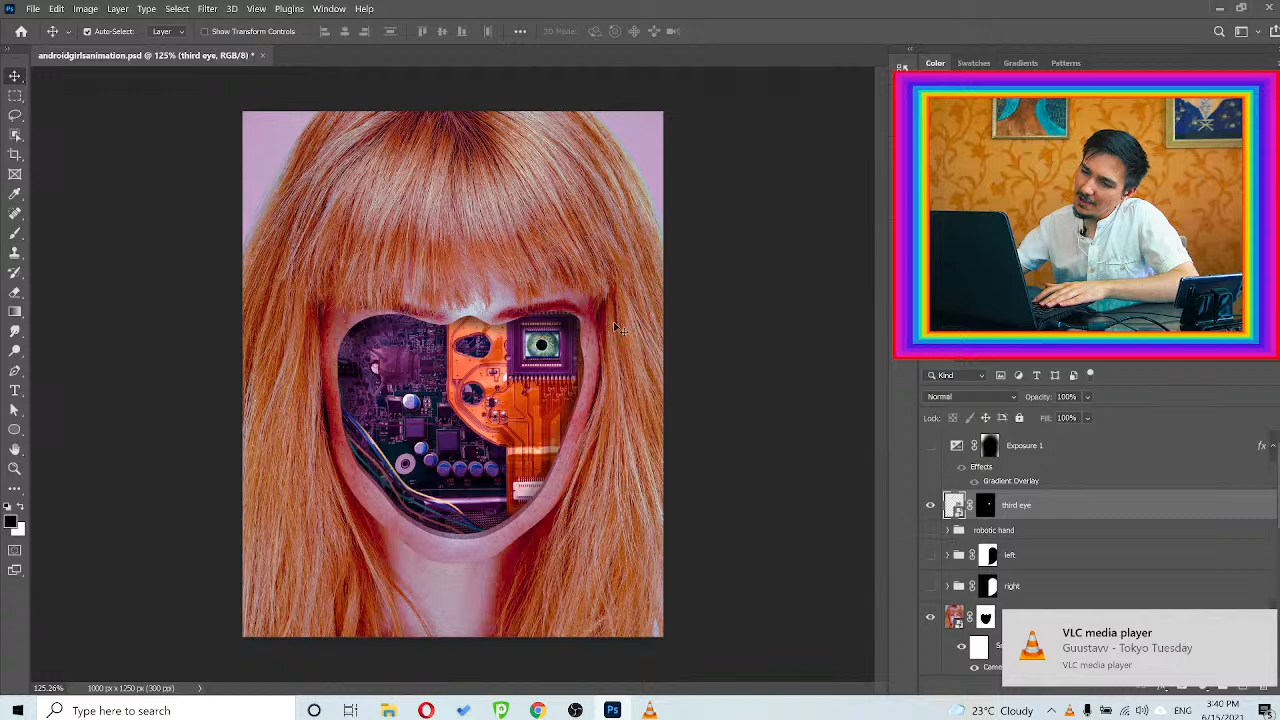 File Edit Image Layer Type Select Filter 3D View Plugins Window Help
Auto-Select: Layer Show Transform Controls 3D Mode:
androidgirlsanimation.psd @ 125% (third eye, RGB/8) *
Color Swatches Gradients Patterns
Kind
Normal Opacity: 100%
Lock: Fill: 100%
Exposure 1 fx
Effects
Gradient Overlay
third eye
robotic hand
left
right
VLC media player
Guustavv - Tokyo Tuesday
VLC media player
125.26% 1000 px x 1250 px (300 ppi)
Type here to search
23°C Cloudy ENG 3:40 PM